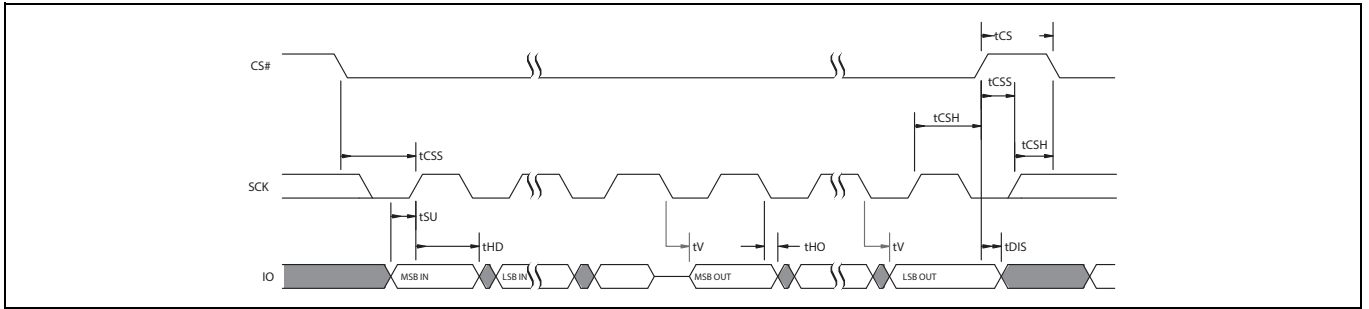 tCS
CS#
tCSS
tCSH
tCSH
tCSS
SCK
tSU
tHD
tV
tHO
tV
tDIS
IO
MSB IN
LSB IN
MSB OUT
LSB OUT